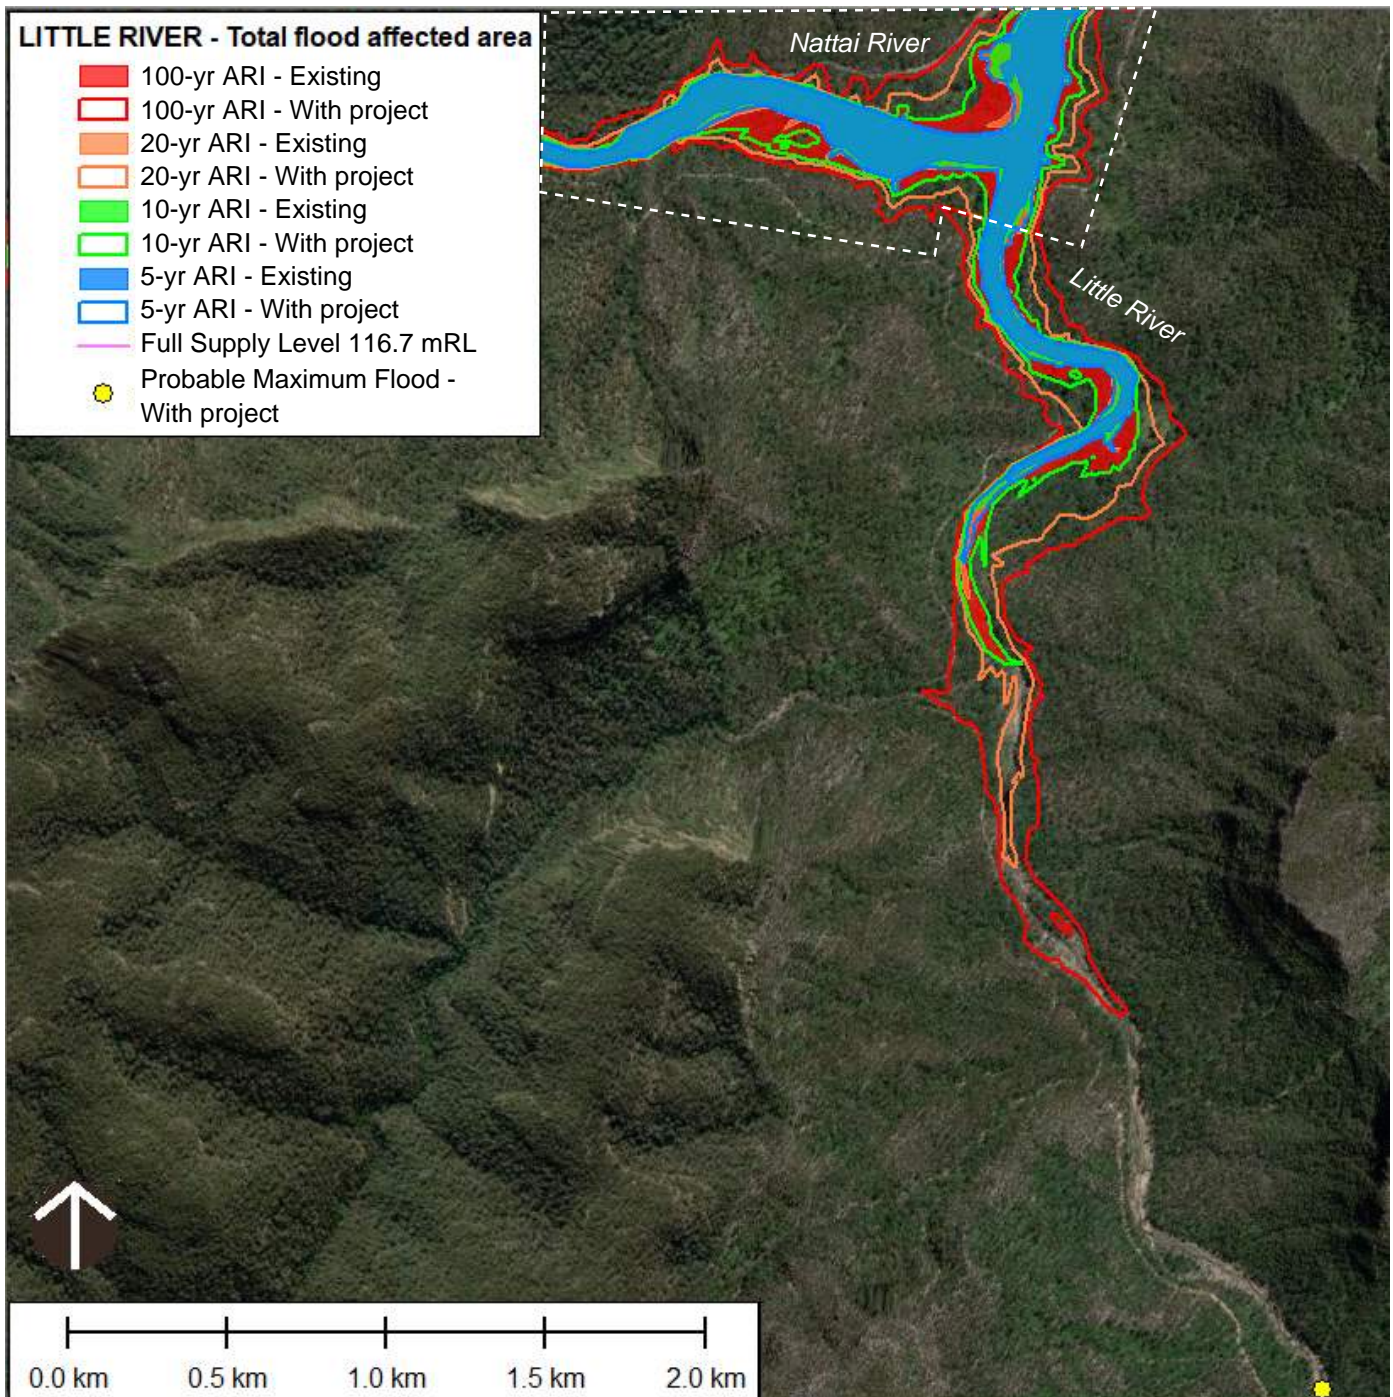 LITTLE RIVER - Total flood affected area
100-yr ARI - Existing
100-yr ARI - With project
20-yr ARI - Existing
20-yr ARI - With project
10-yr ARI - Existing
10-yr ARI - With project
5-yr ARI - Existing
5-yr ARI - With project
Full Supply Level 116.7 mRL
Probable Maximum Flood -
With project
Nattai River
Little River
0.0 km 0.5 km 1.0 km 1.5 km 2.0 km